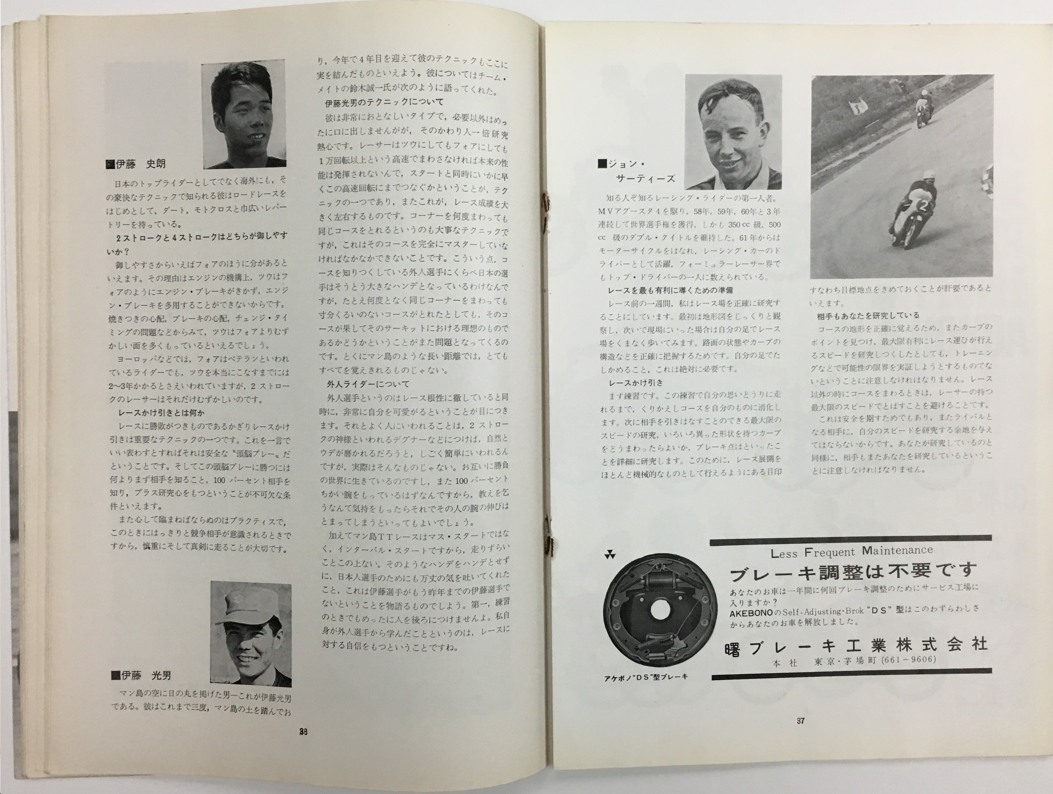 ■伊藤 史朗
日本のトップライダーとしてでなく海外にも，そ
の豪快なテクニックで知られる彼はロードレースを
はじめとして，ダート，モトクロスと巾広いレパー
トリーを持っている。
2ストロークと4ストロークはどちらが御しやす
いか？
御しやすさからいえばフォアのほうに分があると
いえます。その理由はエンジンの機構上，ツウはフ
ォアのようにエンジン・ブレーキがきかず，エンジ
ン・ブレーキを多用することができないからです。
焼きつきの心配，ブレーキの心配，チェンジ・タイ
ミングの問題などからみて，ツウはフォアよりむず
かしい面を多くもっているといえるでしょう。
ヨーロッパなどでは，フォアはベテランといわれ
ているライダーでも，ツウを本当にこなすまでには
2〜3年かかるとさえいわれていますが，2ストロー
クのレーサーはそれだけむずかしいのです。
レースかけ引きとは何か
レースに勝敗がつきものであるかぎりレースかけ
引きは重要なテクニックの一つです。これを一言で
いい表わすとすればそれは安全な〝頭脳プレー〟だ
ということです。そしてこの頭脳プレーに勝つには
何よりまず相手を知ること，100パーセント相手を
知り，プラス研究心をもつということが不可欠な条
件といえます。
また心して臨まねばならぬのはプラクティスで，
このときにはっきりと競争相手が意識されるときで
すから，慎重にそして真剣に走ることが大切です。
■伊藤 光男
マン島の空に日の丸を掲げた男―これが伊藤光男
である。彼はこれまで三度，マン島の土を踏んでお
り，今年で4年目を迎えて彼のテクニックもここに
実を結んだものといえよう。彼についてはチーム・
メイトの鈴木誠一氏が次のように語ってくれた。
伊藤光男のテクニックについて
彼は非常におとなしいタイプで，必要以外はめっ
たに口に出しませんがが，そのかわり人一倍研究
熱心です。レーサーはツウにしてもフォアにしても
1万回転以上という高速でまわさなければ本来の性
能は発揮されないんで，スタートと同時にいかに早
くこの高速回転にまでつなぐかということが，テク
ニックの一つであり，またこれが，レース成績を大
きく左右するものです。コーナーを何度まわっても
同じコースをとれるというのも大事なテクニックで
すが，これはそのコースを完全にマスターしていな
ければなかなかできないことです。こういう点，コ
ースを知りつくしている外人選手にくらべ日本の選
手はそうとう大きなハンデとなっているわけなんで
すが，たとえ何度となく同じコーナーをまわっても
寸分くるいのないコースがとれたとしても，そのコ
ースが果してそのサーキットにおける理想のもので
あるかどうかということがまた問題となってくるの
です。とくにマン島のような長い距離では，とても
すべてを覚えきれるものじゃない。
外人ライダーについて
外人選手というのはレース根性に徹していると同
時に，非常に自分を可愛がるということが目につき
ます。それとよく人にいわれることは，2ストロー
クの神様といわれるデグナーなどにつけば，自然と
ウデが磨かれるだろうと，しごく簡単にいわれるん
ですが，実際はそんなものじゃない。お互いに勝負
の世界に生きているのですし，また100パーセント
ちかい腕をもっているはずなんですから，教えを乞
うなんて気持をもったらそれでその人の腕の伸びは
とまってしまうといってもよいでしょう。
加えてマン島TTレースはマス・スタートではな
く，インターバル・スタートですから，走りずらい
ことこの上ない。そのようなハンデをハンデとせず
に，日本人選手のためにも万丈の気を吐いてくれた
こと，これは伊藤選手がもう昨年までの伊藤選手で
ないということを物語るものでしょう。第一，練習
のときでもめったに人を後ろにつけませんよ。私自
身が外人選手から学んだことというのは，レースに
対する自信をもつということですね。
36
■ジョン・
サーティーズ
知る人ぞ知るレーシング・ライダーの第一人者。
MVアグースタ4を駆り，58年，59年，60年と3年
連続して世界選手権を獲得，しかも350cc級，500
cc 級のダブル・タイトルを維持した。61年からは
モーターサイクルをはなれ，レーシング・カーのド
ライバーとして活躍，フォーミュラーレーサー界で
もトップ・ドライバーの一人に数えられている。
レースを最も有利に導くための準備
レース前の一週間，私はレース場を正確に研究す
ることにしています。最初は地形図をじっくりと観
察し，次いで現場にいった場合は自分の足でレース
場をくまなく歩いてみます。路面の状態やカーブの
構造などを正確に把握するためです。自分の足でた
しかめること，これは絶対に必要です。
レースかけ引き
まず練習です。この練習で自分の思いどうりに走
れるまで，くりかえしコースを自分のものに消化し
ます。次に相手を引きはなすことのできる最大限の
スピードの研究，いろいろ異った形状を持つカーブ
をどうまわったらよいか，ブレーキ点はといったこ
とを詳細に研究します。このために，レース展開を
ほとんど機械的なものとして行えるようにある目印
すなわち目標地点をきめておくことが肝要であると
いえます。
相手もあなたを研究している
コースの地形を正確に覚えるため，またカーブの
ポイントを見つけ，最大限有利にレース運びが行え
るスピードを研究しつくしたとしても，トレーニン
グなどで可能性の限界を実証しようとするものでな
いということに注意しなければなりません。レース
以外の時にコースをまわるときは，レーサーの持つ
最大限のスピードでとばすことを避けることです。
これは安全を期すためでもあり，またライバルと
なる相手に，自分のスピードを研究する余地を与え
てはならないからです。あなたが研究しているのと
同様に，相手もまたあなたを研究しているというこ
とに注意しなければなりません。
Less Frequent Maintenance
ブレーキ調整は不要です
あなたのお車は一年間に何回ブレーキ調整のためにサービス工場に
入りますか？
AKEBONOのSelf-Adjusting-Brok “DS” 型はこのわずらわしさ
からあなたのお車を解放しました。
曙ブレーキ工業株式会社
本 社 東京・茅場町 (661－9606)
アケボノ“DS”型ブレーキ
37